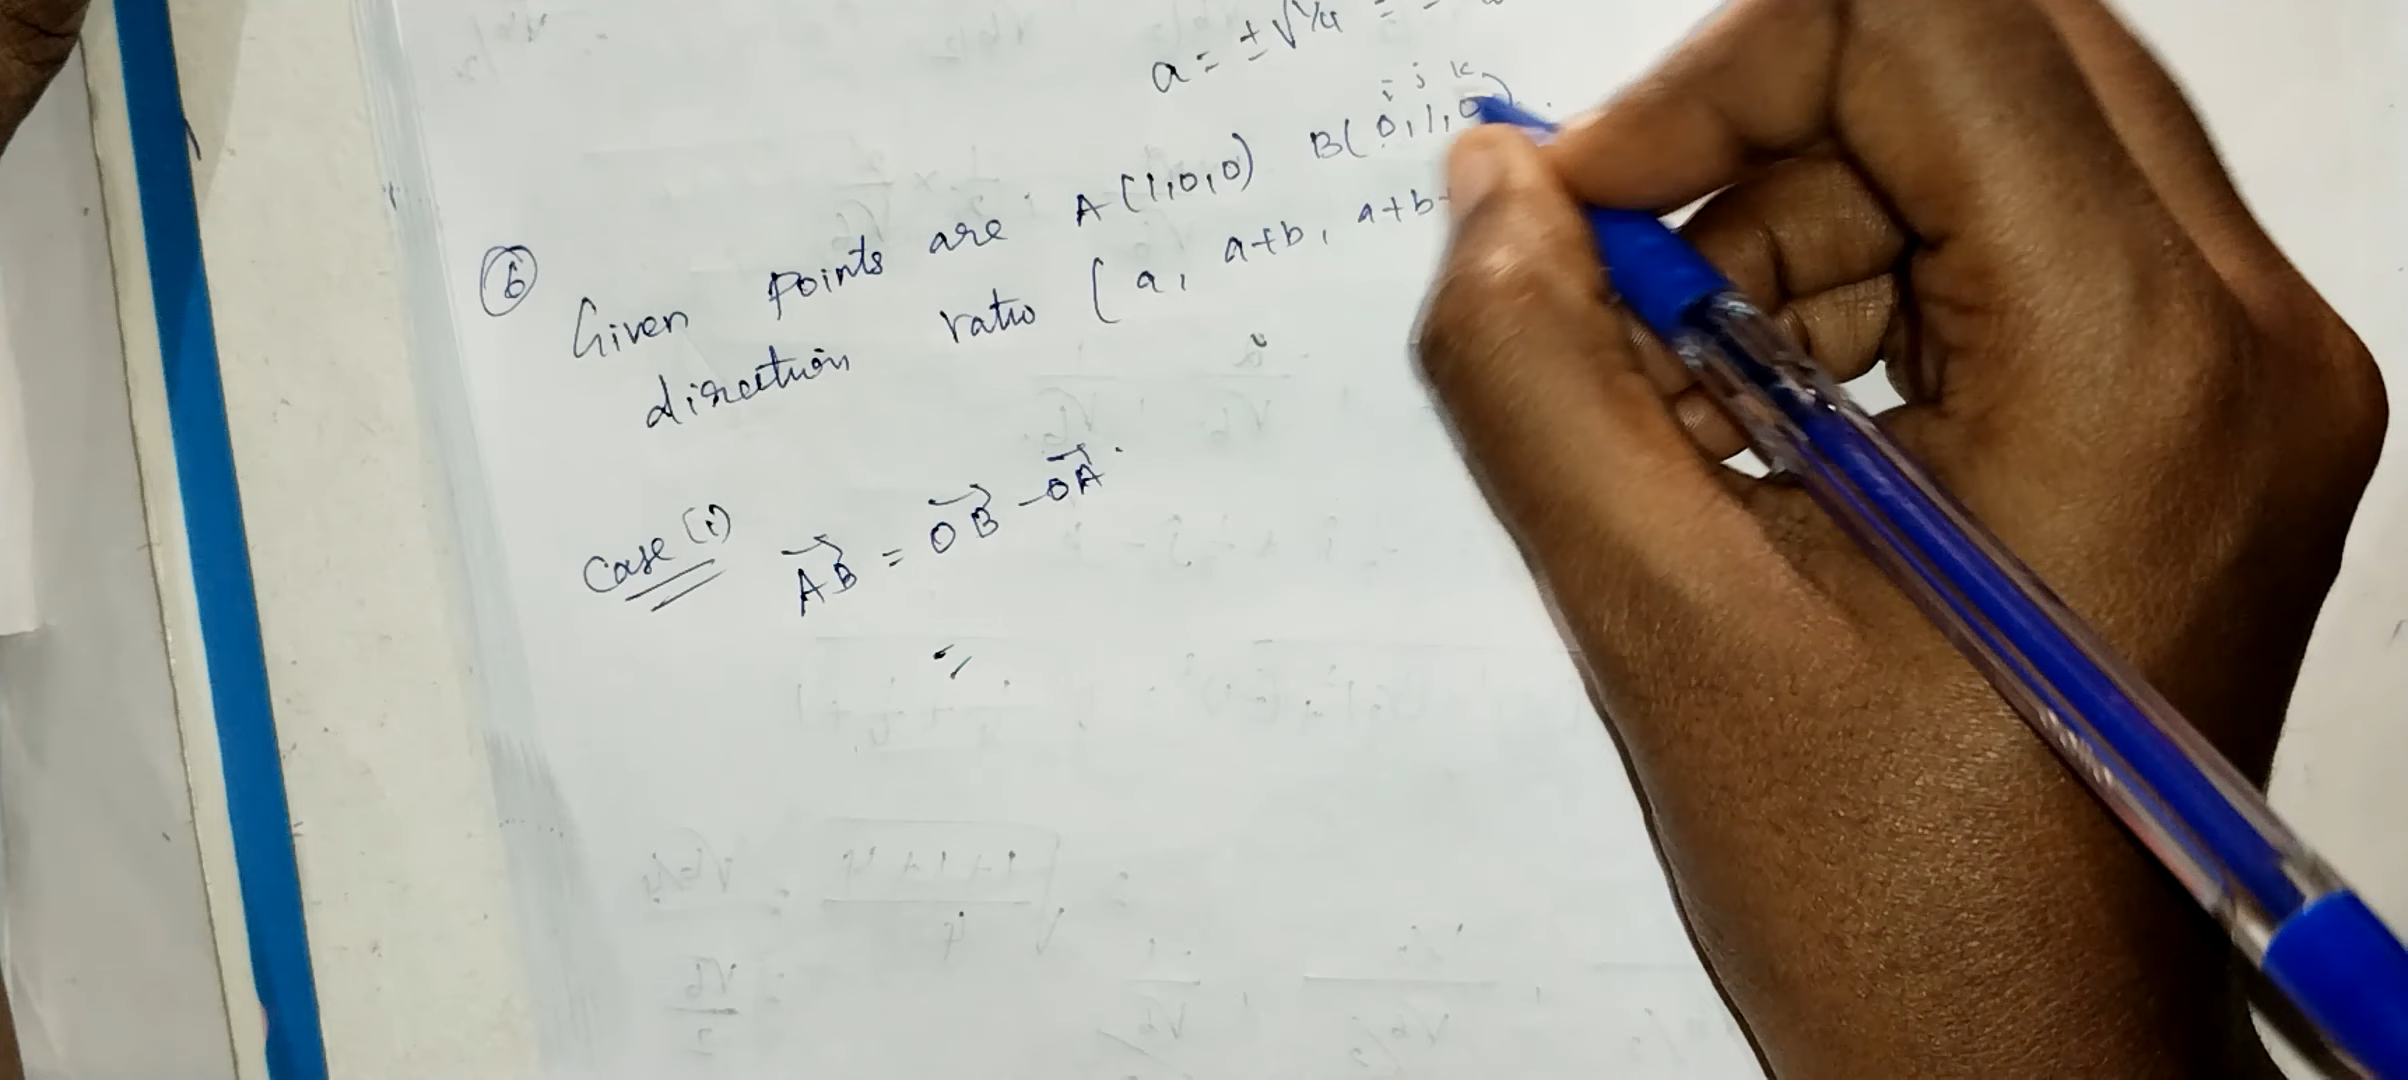 a = ± √1/4 =
i j k
⑥ Given points are A (1,0,0) B( 0,1,0)
direction ratio ( a, a+b, a+b+
Case (i) AB = OB - OA
=